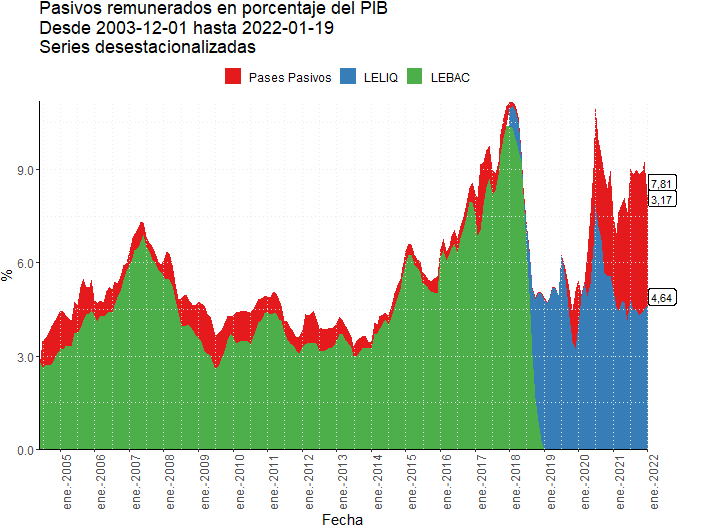 Pasivos remunerados en porcentaje del PIB
Desde 2003-12-01 hasta 2022-01-19
Series desestacionalizadas
Pases Pasivos LELIQ LEBAC
9.0
6.0
3.0
0.0
%
7,81
3,17
4,64
ene.-2005
ene.-2006
ene.-2007
ene.-2008
ene.-2009
ene.-2010
ene.-2011
ene.-2012
ene.-2013
ene.-2014
ene.-2015
ene.-2016
ene.-2017
ene.-2018
ene.-2019
ene.-2020
ene.-2021
ene.-2022
Fecha